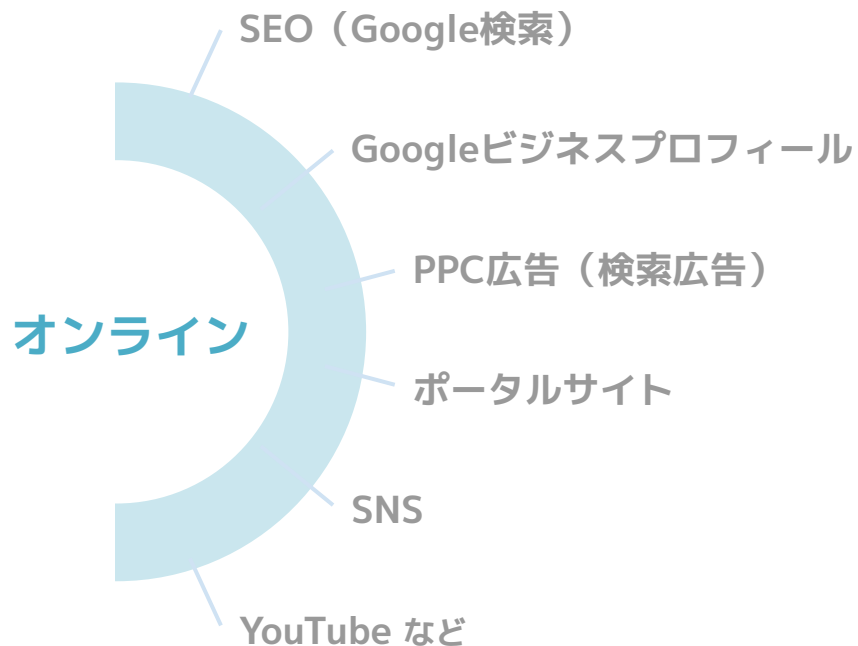 SEO（Google検索）
Googleビジネスプロフィール
PPC広告（検索広告）
オンライン
ポータルサイト
SNS
YouTube など